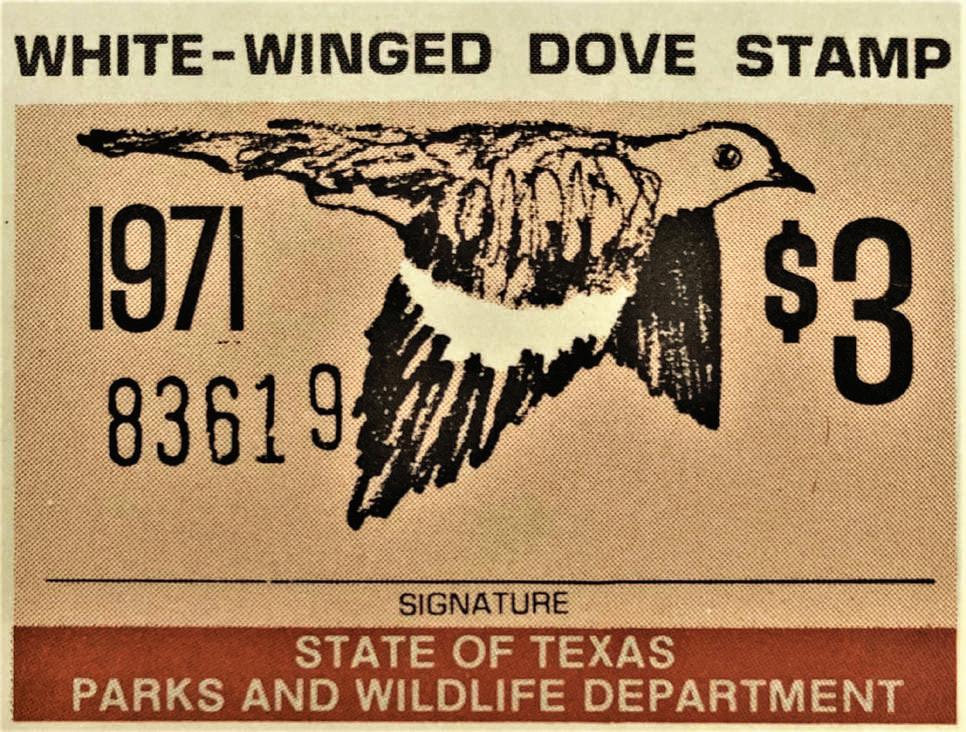 WHITE-WINGED DOVE STAMP
1971
$3
83619
SIGNATURE
STATE OF TEXAS
PARKS AND WILDLIFE DEPARTMENT